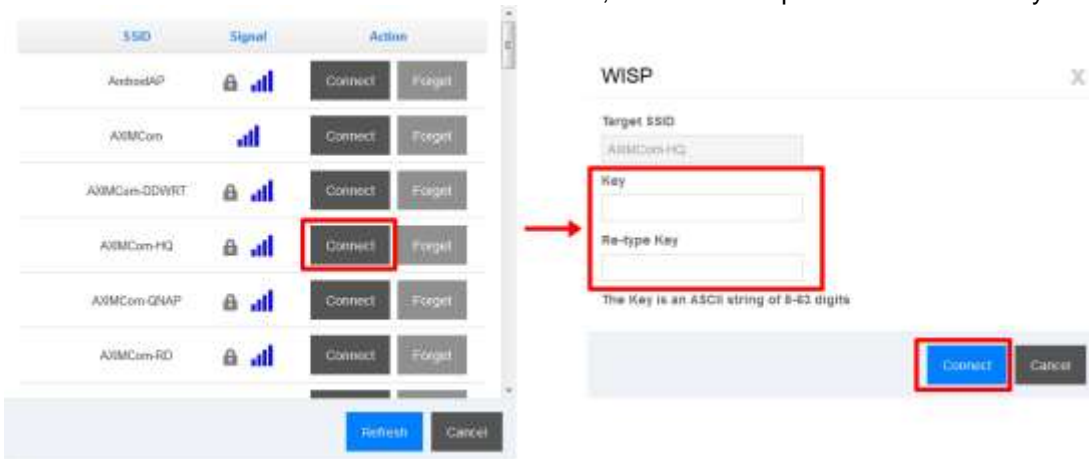 SSID Signal Action
AndroidAP Connect Forget
AXIMCom Connect Forget
AXIMCom-DDWRT Connect Forget
AXIMCom-HQ Connect Forget
AXIMCom-QNAP Connect Forget
AXIMCom-RD Connect Forget
Refresh Cancel
WISP X
Target SSID
AXIMCom-HQ
Key
Re-type Key
The Key is an ASCII string of 8-63 digits
Connect Cancel